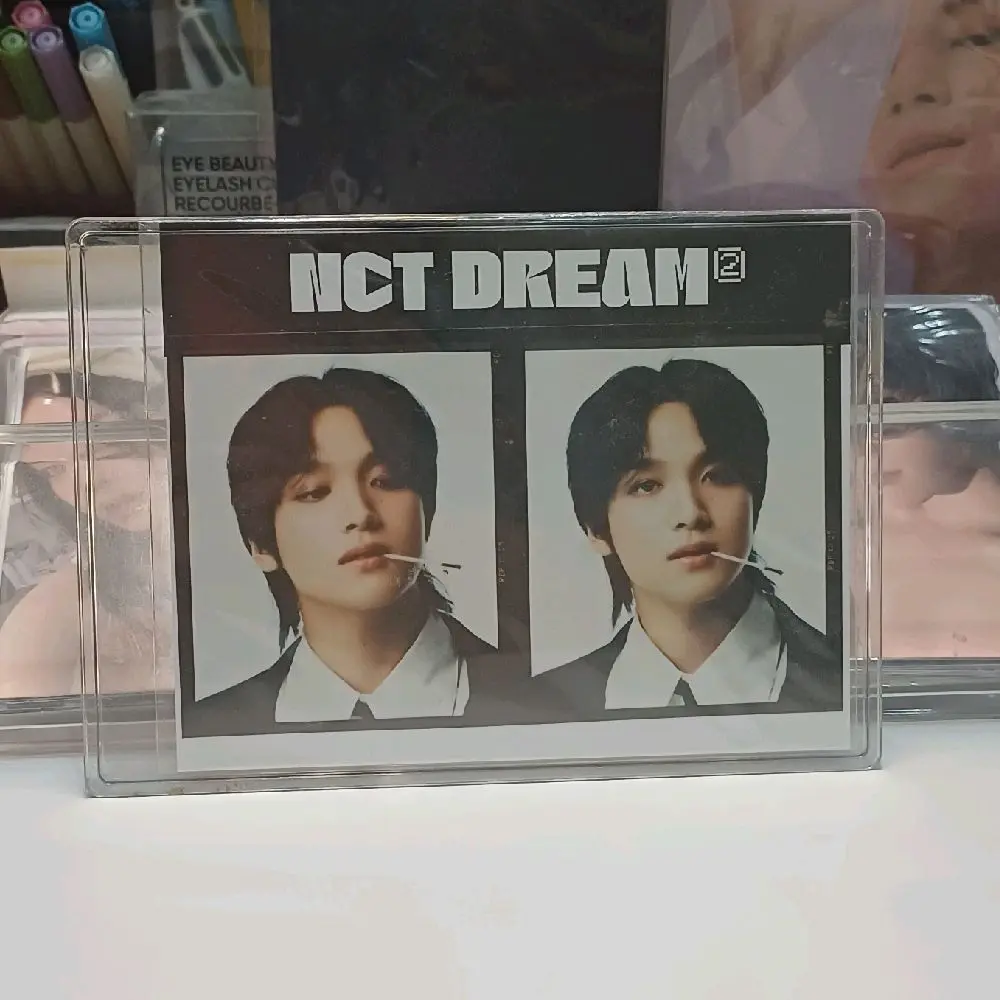 EYE BEAUTY
EYELASH C
RECOURBE
NCT DREAM 2